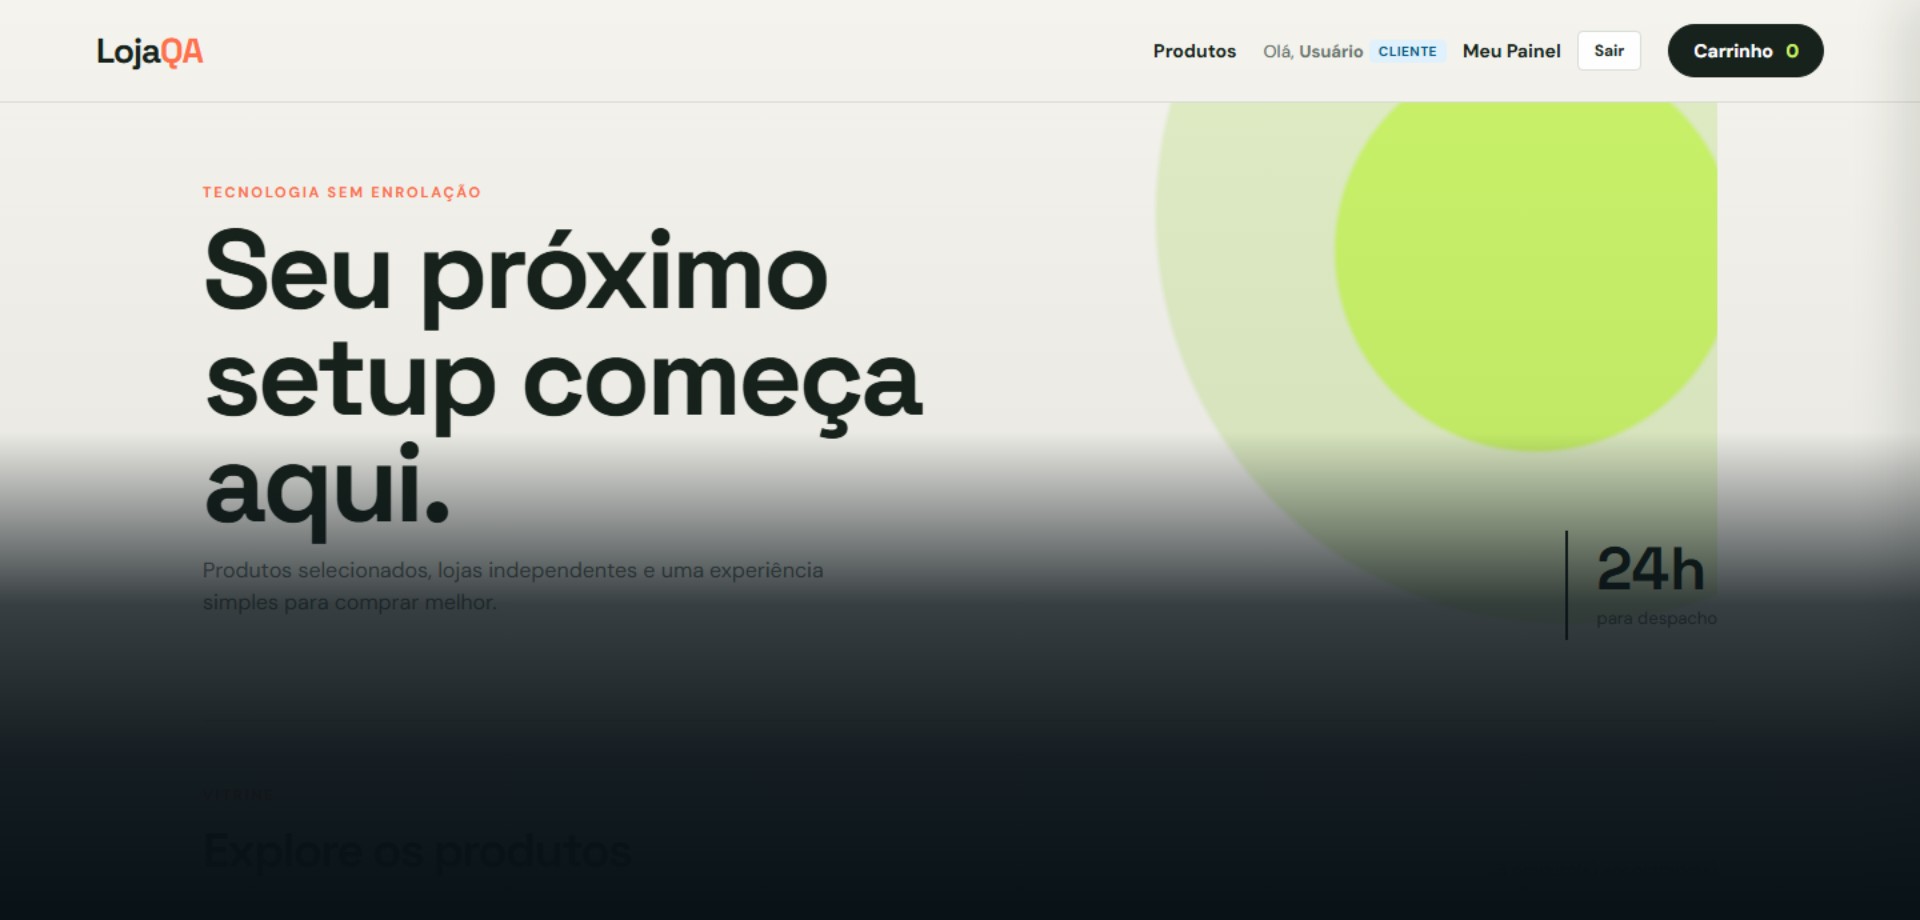 LojaQA
Produtos
Olá, Usuário CLIENTE
Meu Painel
Sair
Carrinho 0
TECNOLOGIA SEM ENROLAÇÃO
Seu próximo
setup começa
aqui.
Produtos selecionados, lojas independentes e uma experiência
simples para comprar melhor.
24h
para despacho
Explore os produtos